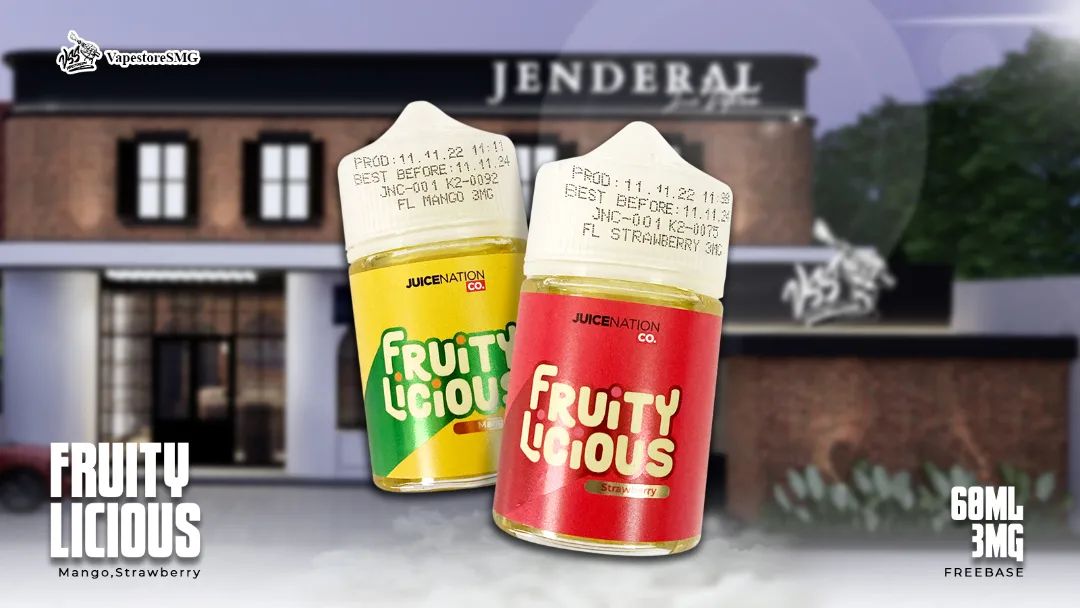 VSS
VapestoreSMG
JENDERAL
PROD:11.11.22 11:11
BEST BEFORE:11.11.24
JNC-001 K2-0092
FL MANGO 3MG
JUICENATION
CO.
FRUITY
LICIOUS
PROD:11.11.22
BEST BEFORE:11.11.24
JNC-001 K2-0075
FL STRAWBERRY 3MG
JUICENATION
CO.
FRUITY
LICIOUS
Strawberry
VSS
FRUITY
LICIOUS
Mango,Strawberry
60ML
3MG
FREEBASE